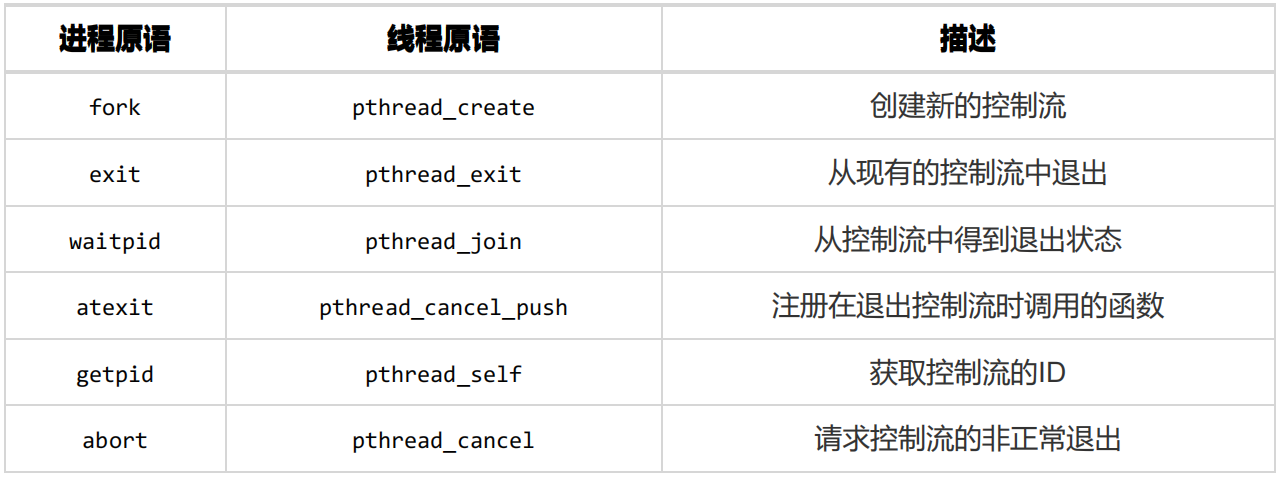 进程原语 线程原语 描述
fork pthread_create 创建新的控制流
exit pthread_exit 从现有的控制流中退出
waitpid pthread_join 从控制流中得到退出状态
atexit pthread_cancel_push 注册在退出控制流时调用的函数
getpid pthread_self 获取控制流的ID
abort pthread_cancel 请求控制流的非正常退出